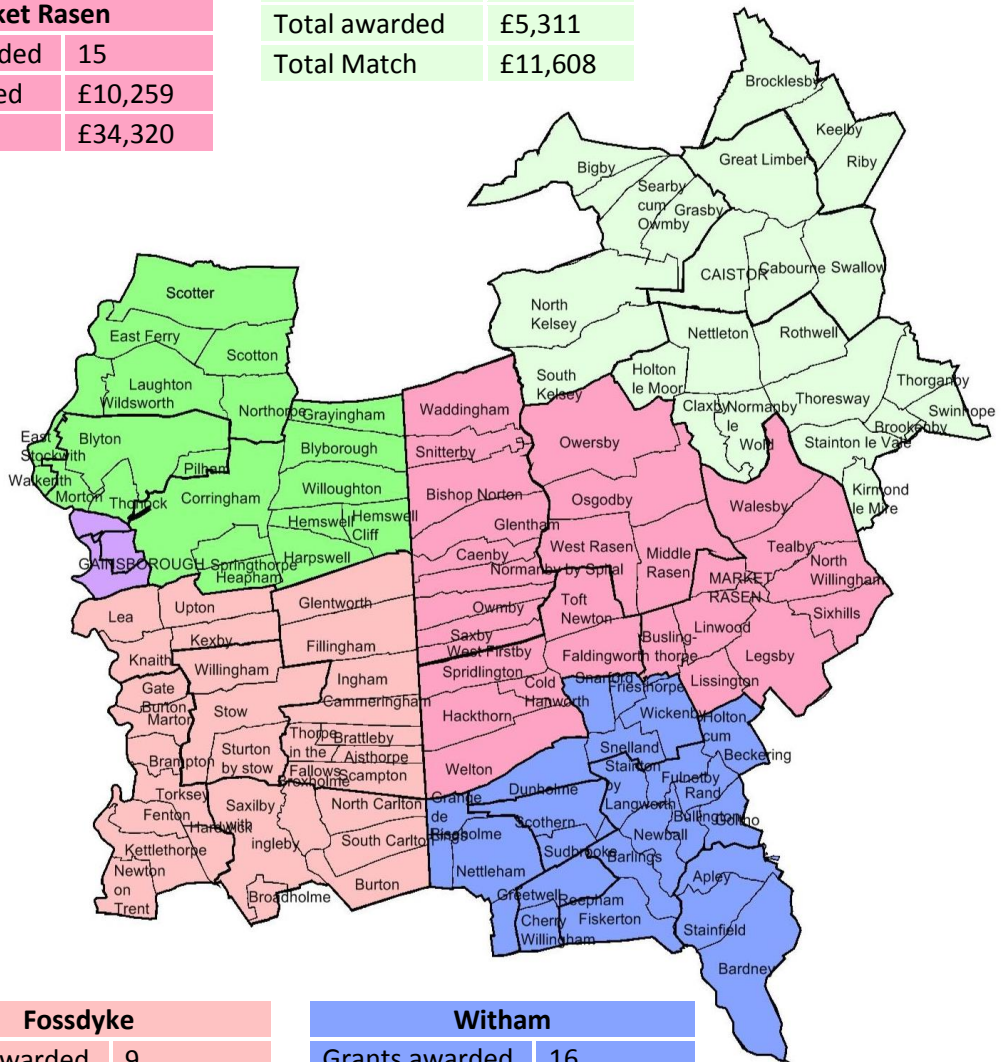 ket Rasen
ded 15
ed £10,259
£34,320
Total awarded £5,311
Total Match £11,608
Brocklesby
Keelby
Great Limber
Riby
Bigby
Searby
cum
Owmby
Grasby
CAISTOR
Cabourne
Swallow
North
Kelsey
Nettleton
Rothwell
South
Kelsey
Holton
le Moor
Claxby
Normanby
le
Wold
Thoresway
Thorganby
Swinhope
Brookenby
Stainton le Vale
Kirmond
le Mire
Scotter
East Ferry
Scotton
Laughton
Wildsworth
Northorpe
Grayingham
East
Stockwith
Blyton
Blyborough
Walkerith
Pilham
Morton
Thonock
Corringham
Willoughton
Hemswell
Hemswell
Cliff
GAINSBOROUGH
Springthorpe
Harpswell
Heapham
Waddingham
Snitterby
Owersby
Bishop Norton
Osgodby
Walesby
Glentham
Caenby
West Rasen
Middle
Rasen
Tealby
North
Willingham
Normanby by Spital
MARKET
RASEN
Owmby
Toft
Newton
Linwood
Sixhills
Saxby
Busling-
thorpe
West Firsby
Faldingworth
Legsby
Spridlington
Cold
Hanworth
Lissington
Hackthorn
Welton
Lea
Upton
Glentworth
Kexby
Fillingham
Knaith
Willingham
Ingham
Gate
Burton
Cammeringham
Marton
Stow
Thorpe
in the
Fallows
Brattleby
Brampton
Sturton
by stow
Aisthorpe
Scampton
Broxholme
Torksey
Saxilby
with
ingleby
North Carlton
Fenton
Hardwick
South Carlton
Kettlethorpe
Newton
on
Trent
Broadholme
Burton
Snarford
Friesthorpe
Wickenby
Holton
cum
Beckering
Snelland
Stainton
by
Langworth
Fulnetby
Rand
Dunholme
Grange
de
Lings
Riseholme
Scothern
Bullington
Goltho
Newball
Sudbrooke
Barlings
Nettleham
Apley
Greetwell
Reepham
Cherry
Willingham
Fiskerton
Stainfield
Bardney
Fossdyke
warded 9
Witham
Grants awarded 16